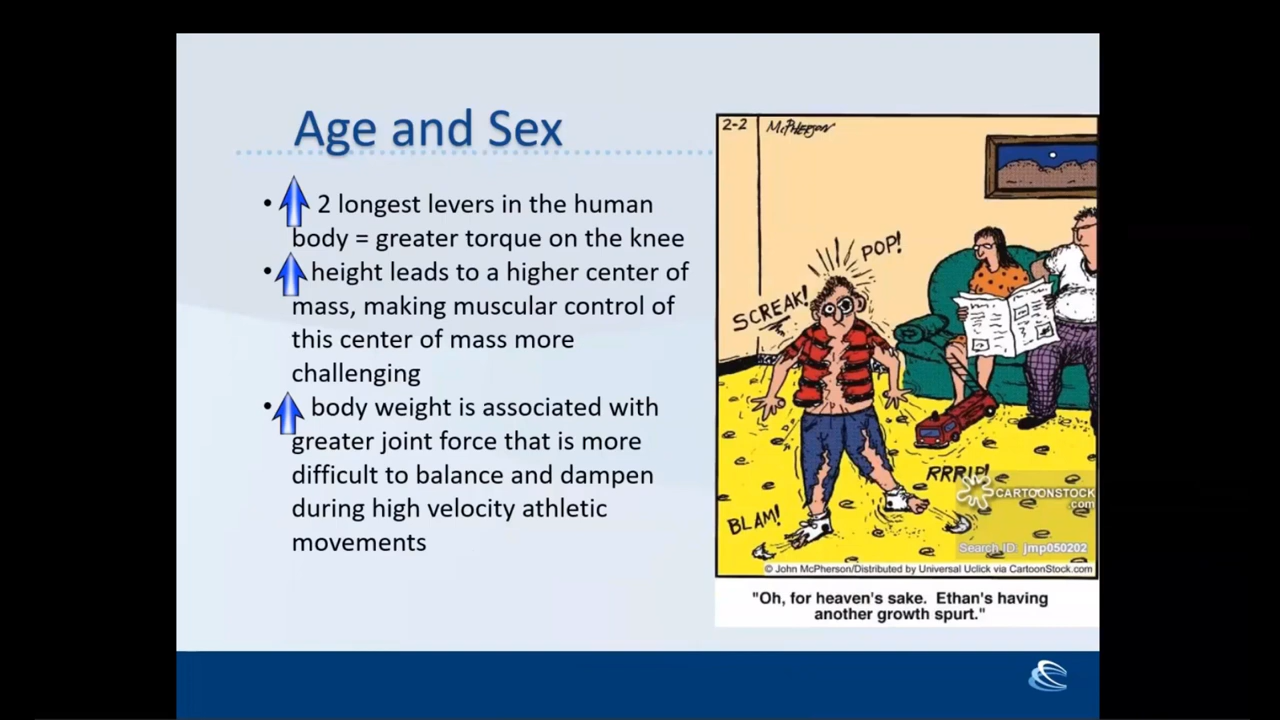 Age and Sex
• 2 longest levers in the human
body = greater torque on the knee
• height leads to a higher center of
mass, making muscular control of
this center of mass more
challenging
• body weight is associated with
greater joint force that is more
difficult to balance and dampen
during high velocity athletic
movements
2-2 McPHERSON
POP!
SCREAK!
RRRIP!
BLAM!
CARTOONSTOCK
.com
Search ID: jmp050202
© John McPherson/Distributed by Universal Uclick via CartoonStock.com
"Oh, for heaven's sake. Ethan's having
another growth spurt."